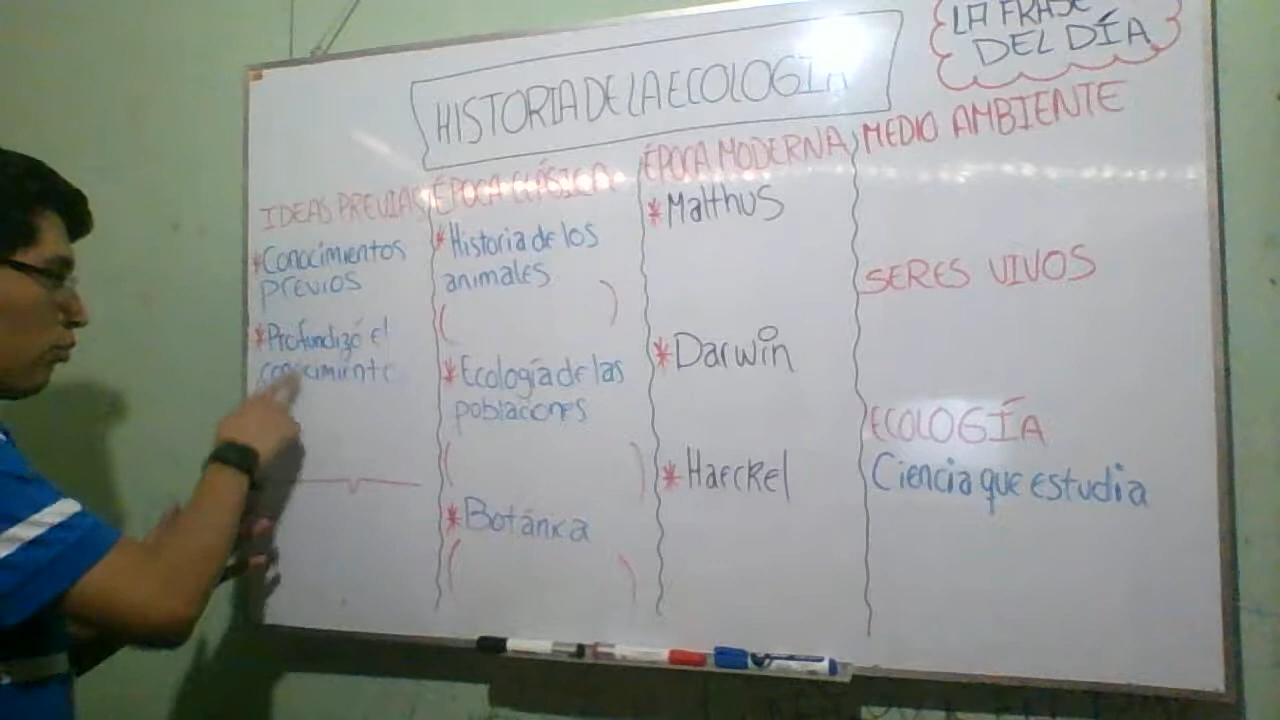 LA FRASE
DEL DÍA
HISTORIA DE LA ECOLOGIA
IDEAS PREVIAS
*Conocimientos
previos
*Profundizó el
conocimiento
ÉPOCA CLÁSICA
*Historia de los
animales
( )
*Ecología de las
poblaciones
( )
*Botánica
( )
ÉPOCA MODERNA
*Malthus
*Darwin
*Haeckel
MEDIO AMBIENTE
SERES VIVOS
ECOLOGÍA
Ciencia que estudia